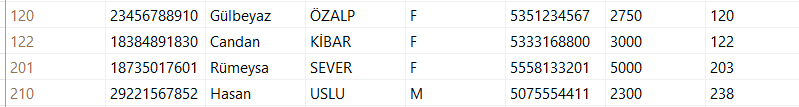 120 23456788910 Gülbeyaz ÖZALP F 5351234567 2750 120
122 18384891830 Candan KİBAR F 5333168800 3000 122
201 18735017601 Rümeysa SEVER F 5558133201 5000 203
210 29221567852 Hasan USLU M 5075554411 2300 238